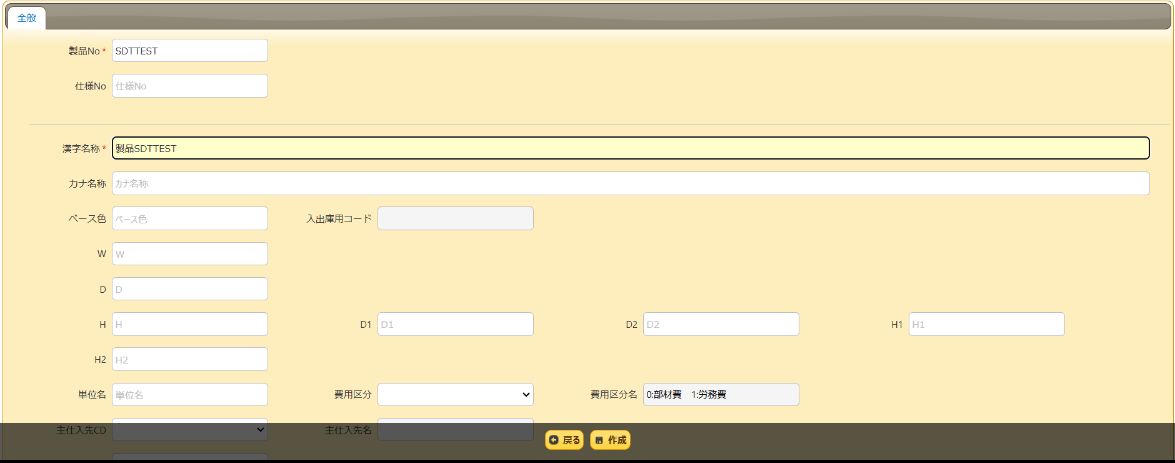 全般
製品No * SDTTEST
仕様No 仕様No
漢字名称 * 製品SDTTEST
カナ名称 カナ名称
ベース色 ベース色 入出庫用コード
W W
D D
H H D1 D1 D2 D2 H1 H1
H2 H2
単位名 単位名 費用区分 費用区分名 0:部材費 1:労務費
主仕入先CD 主仕入先名
戻る 作成